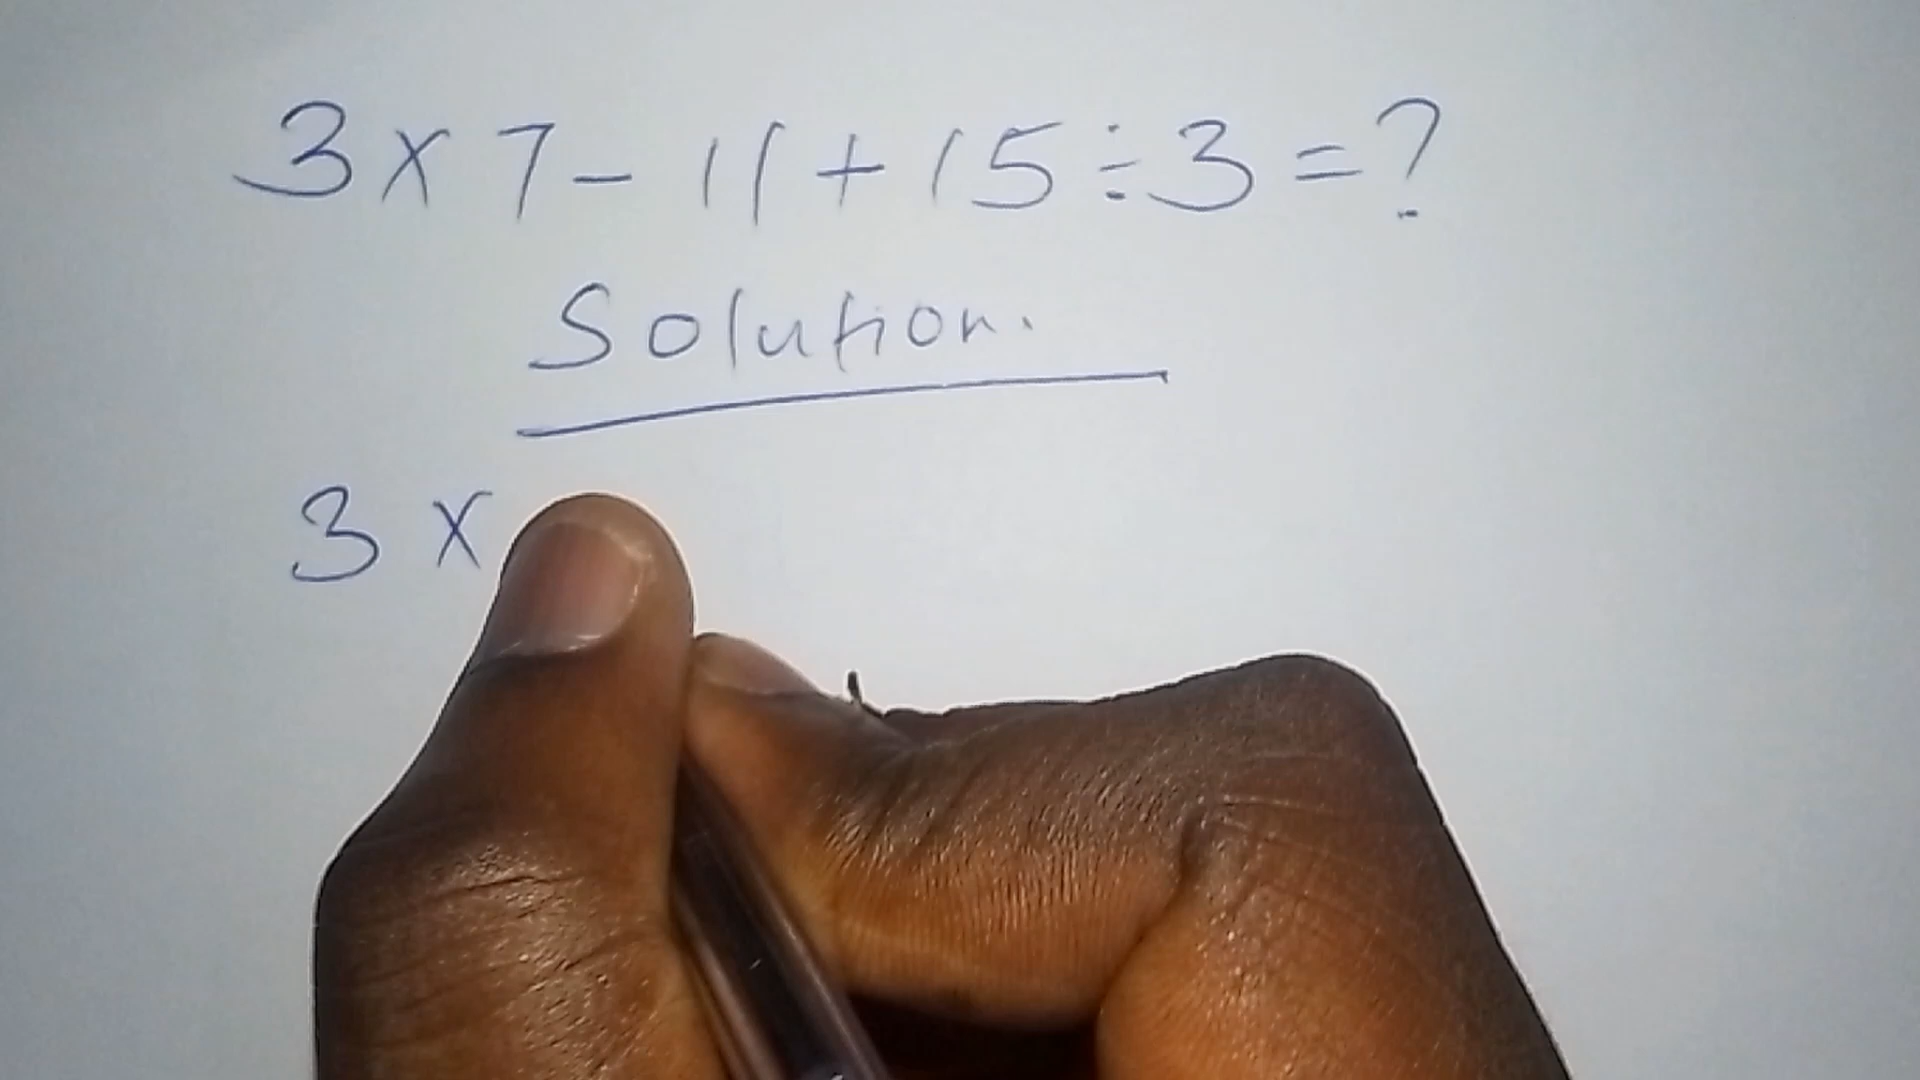 3 × 7 - 11 + 15 ÷ 3 = ?
Solution.
3 ×